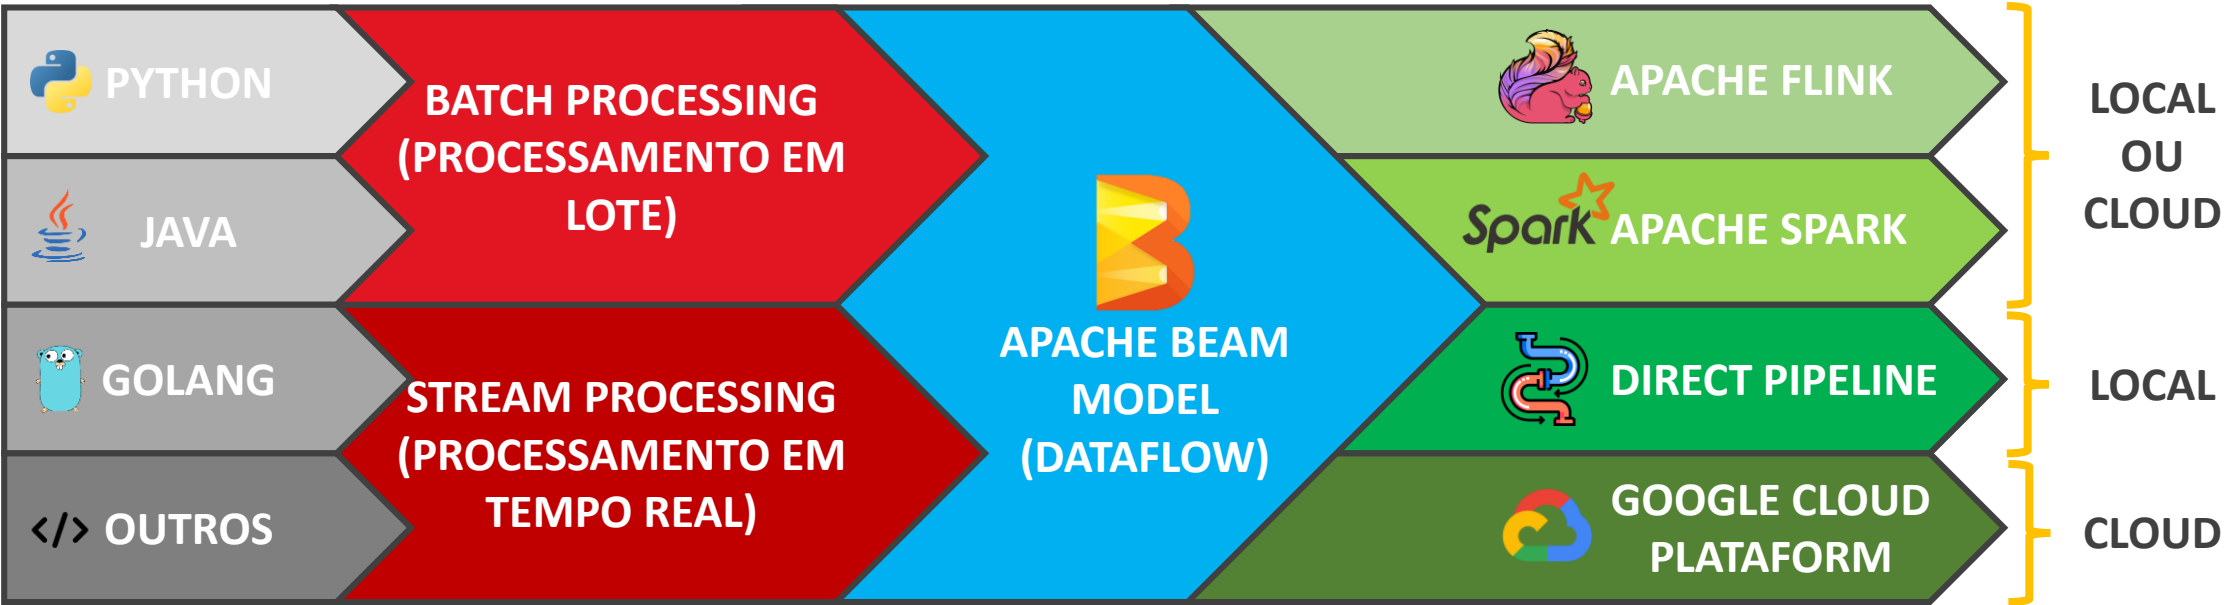 PYTHON
JAVA
GOLANG
</> OUTROS
BATCH PROCESSING
(PROCESSAMENTO EM
LOTE)
STREAM PROCESSING
(PROCESSAMENTO EM
TEMPO REAL)
APACHE BEAM
MODEL
(DATAFLOW)
APACHE FLINK
Spark APACHE SPARK
DIRECT PIPELINE
GOOGLE CLOUD
PLATAFORM
LOCAL
OU
CLOUD
LOCAL
CLOUD